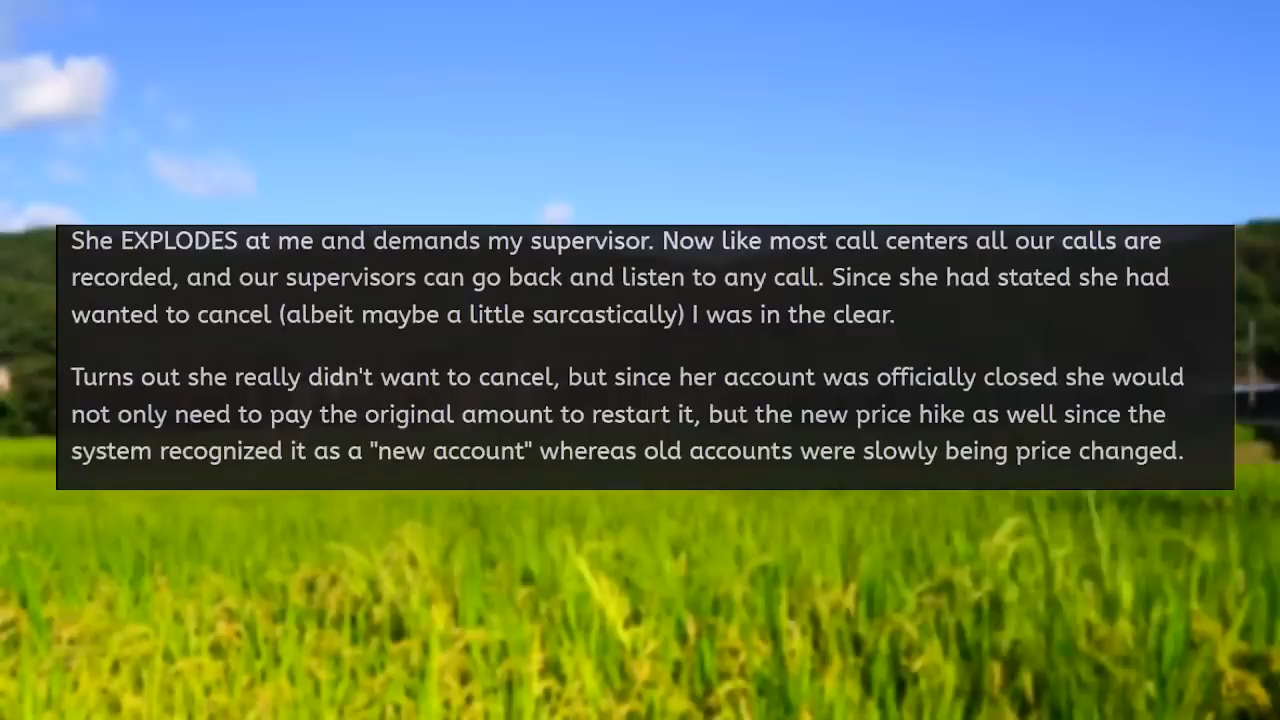 She EXPLODES at me and demands my supervisor. Now like most call centers all our calls are
recorded, and our supervisors can go back and listen to any call. Since she had stated she had
wanted to cancel (albeit maybe a little sarcastically) I was in the clear.
Turns out she really didn't want to cancel, but since her account was officially closed she would
not only need to pay the original amount to restart it, but the new price hike as well since the
system recognized it as a "new account" whereas old accounts were slowly being price changed.